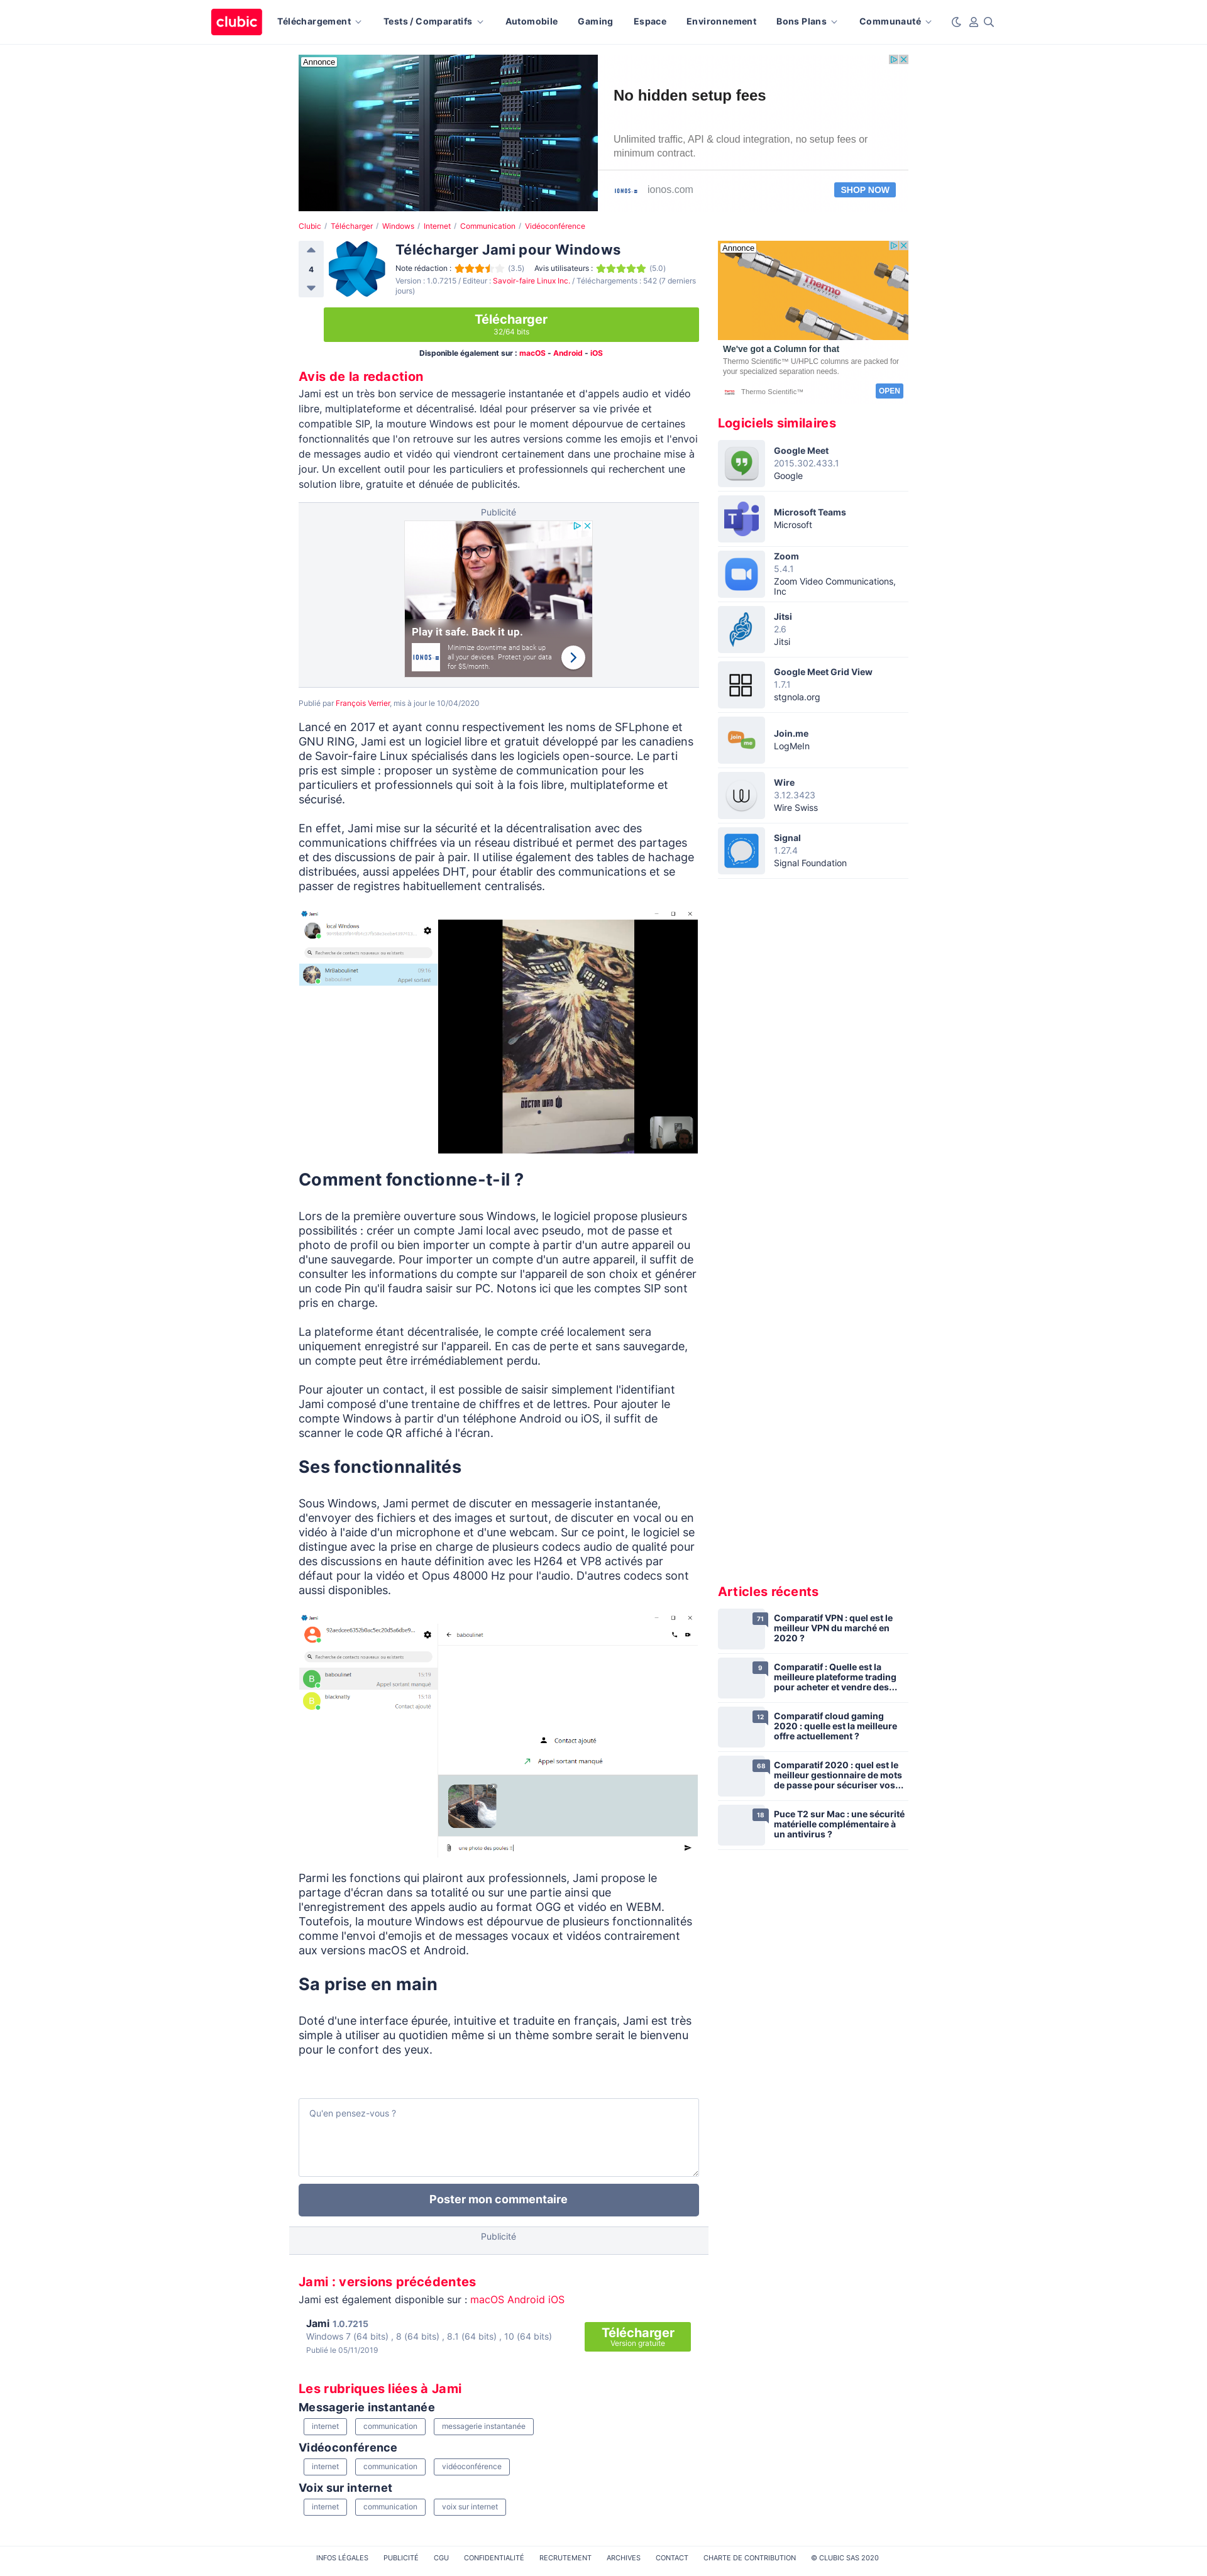 clubic
Téléchargement
Tests / Comparatifs
Automobile
Gaming
Espace
Environnement
Bons Plans
Communauté
Annonce
No hidden setup fees
Unlimited traffic, API & cloud integration, no setup fees or
minimum contract.
IONOS
ionos.com
SHOP NOW
Clubic / Télécharger / Windows / Internet / Communication / Vidéoconférence
4
Télécharger Jami pour Windows
Note rédaction : (3.5) Avis utilisateurs : (5.0)
Version : 1.0.7215 / Editeur : Savoir-faire Linux Inc. / Téléchargements : 542 (7 derniers
jours)
Télécharger
32/64 bits
Disponible également sur : macOS - Android - iOS
Avis de la redaction
Jami est un très bon service de messagerie instantanée et d'appels audio et vidéo
libre, multiplateforme et décentralisé. Idéal pour préserver sa vie privée et
compatible SIP, la mouture Windows est pour le moment dépourvue de certaines
fonctionnalités que l'on retrouve sur les autres versions comme les emojis et l'envoi
de messages audio et vidéo qui viendront certainement dans une prochaine mise à
jour. Un excellent outil pour les particuliers et professionnels qui recherchent une
solution libre, gratuite et dénuée de publicités.
Publicité
Play it safe. Back it up.
IONOS
Minimize downtime and back up
all your devices. Protect your data
for $5/month.
Publié par François Verrier, mis à jour le 10/04/2020
Lancé en 2017 et ayant connu respectivement les noms de SFLphone et
GNU RING, Jami est un logiciel libre et gratuit développé par les canadiens
de Savoir-faire Linux spécialisés dans les logiciels open-source. Le parti
pris est simple : proposer un système de communication pour les
particuliers et professionnels qui soit à la fois libre, multiplateforme et
sécurisé.
En effet, Jami mise sur la sécurité et la décentralisation avec des
communications chiffrées via un réseau distribué et permet des partages
et des discussions de pair à pair. Il utilise également des tables de hachage
distribuées, aussi appelées DHT, pour établir des communications et se
passer de registres habituellement centralisés.
Jami
local Windows
Recherche de contacts nouveaux ou existants
MrBaboulinet
09:16
baboulinet
Appel sortant
DOCTOR WHO
Comment fonctionne-t-il ?
Lors de la première ouverture sous Windows, le logiciel propose plusieurs
possibilités : créer un compte Jami local avec pseudo, mot de passe et
photo de profil ou bien importer un compte à partir d'un autre appareil ou
d'une sauvegarde. Pour importer un compte d'un autre appareil, il suffit de
consulter les informations du compte sur l'appareil de son choix et générer
un code Pin qu'il faudra saisir sur PC. Notons ici que les comptes SIP sont
pris en charge.
La plateforme étant décentralisée, le compte créé localement sera
uniquement enregistré sur l'appareil. En cas de perte et sans sauvegarde,
un compte peut être irrémédiablement perdu.
Pour ajouter un contact, il est possible de saisir simplement l'identifiant
Jami composé d'une trentaine de chiffres et de lettres. Pour ajouter le
compte Windows à partir d'un téléphone Android ou iOS, il suffit de
scanner le code QR affiché à l'écran.
Ses fonctionnalités
Sous Windows, Jami permet de discuter en messagerie instantanée,
d'envoyer des fichiers et des images et surtout, de discuter en vocal ou en
vidéo à l'aide d'un microphone et d'une webcam. Sur ce point, le logiciel se
distingue avec la prise en charge de plusieurs codecs audio de qualité pour
des discussions en haute définition avec les H264 et VP8 activés par
défaut pour la vidéo et Opus 48000 Hz pour l'audio. D'autres codecs sont
aussi disponibles.
Jami
baboulinet
Recherche de contacts nouveaux ou existants
B
baboulinet
15:19
Appel sortant manqué
B
blacknally
15:18
Contact ajouté
Contact ajouté
Appel sortant manqué
une photo des poules :)
Parmi les fonctions qui plairont aux professionnels, Jami propose le
partage d'écran dans sa totalité ou sur une partie ainsi que
l'enregistrement des appels audio au format OGG et vidéo en WEBM.
Toutefois, la mouture Windows est dépourvue de plusieurs fonctionnalités
comme l'envoi d'emojis et de messages vocaux et vidéos contrairement
aux versions macOS et Android.
Sa prise en main
Doté d'une interface épurée, intuitive et traduite en français, Jami est très
simple à utiliser au quotidien même si un thème sombre serait le bienvenu
pour le confort des yeux.
Qu'en pensez-vous ?
Poster mon commentaire
Publicité
Jami : versions précédentes
Jami est également disponible sur : macOS Android iOS
Jami 1.0.7215
Windows 7 (64 bits) , 8 (64 bits) , 8.1 (64 bits) , 10 (64 bits)
Publié le 05/11/2019
Télécharger
Version gratuite
Les rubriques liées à Jami
Messagerie instantanée
internet
communication
messagerie instantanée
Vidéoconférence
internet
communication
vidéoconférence
Voix sur internet
internet
communication
voix sur internet
Annonce
Thermo
We've got a Column for that
Thermo Scientific™ U/HPLC columns are packed for
your specialized separation needs.
Thermo Scientific™
OPEN
Logiciels similaires
Google Meet
2015.302.433.1
Google
Microsoft Teams
Microsoft
Zoom
5.4.1
Zoom Video Communications,
Inc
Jitsi
2.6
Jitsi
Google Meet Grid View
1.7.1
stgnola.org
join me
Join.me
LogMeIn
Wire
3.12.3423
Wire Swiss
Signal
1.27.4
Signal Foundation
Articles récents
71
Comparatif VPN : quel est le
meilleur VPN du marché en
2020 ?
9
Comparatif : Quelle est la
meilleure plateforme trading
pour acheter et vendre des...
12
Comparatif cloud gaming
2020 : quelle est la meilleure
offre actuellement ?
68
Comparatif 2020 : quel est le
meilleur gestionnaire de mots
de passe pour sécuriser vos...
18
Puce T2 sur Mac : une sécurité
matérielle complémentaire à
un antivirus ?
INFOS LÉGALES
PUBLICITÉ
CGU
CONFIDENTIALITÉ
RECRUTEMENT
ARCHIVES
CONTACT
CHARTE DE CONTRIBUTION
© CLUBIC SAS 2020